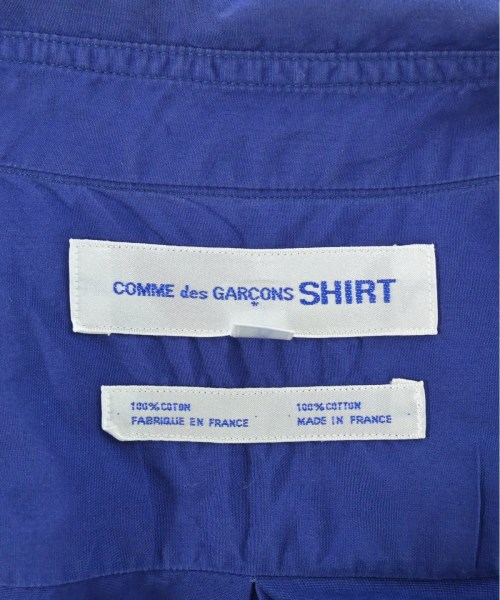 COMME des GARÇONS SHIRT
100% COTON
FABRIQUE EN FRANCE
100% COTTON
MADE IN FRANCE